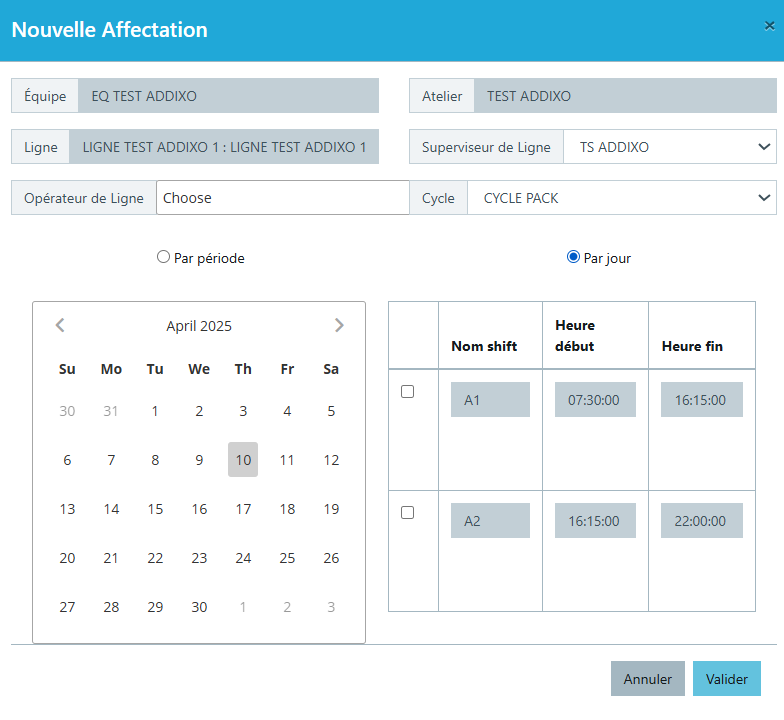 Nouvelle Affectation ×
Équipe EQ TEST ADDIXO Atelier TEST ADDIXO
Ligne LIGNE TEST ADDIXO 1 : LIGNE TEST ADDIXO 1 Superviseur de Ligne TS ADDIXO
Opérateur de Ligne Choose Cycle CYCLE PACK
Par période Par jour
April 2025
Su Mo Tu We Th Fr Sa
30 31 1 2 3 4 5
6 7 8 9 10 11 12
13 14 15 16 17 18 19
20 21 22 23 24 25 26
27 28 29 30 1 2 3
Nom shift Heure début Heure fin
A1 07:30:00 16:15:00
A2 16:15:00 22:00:00
Annuler Valider